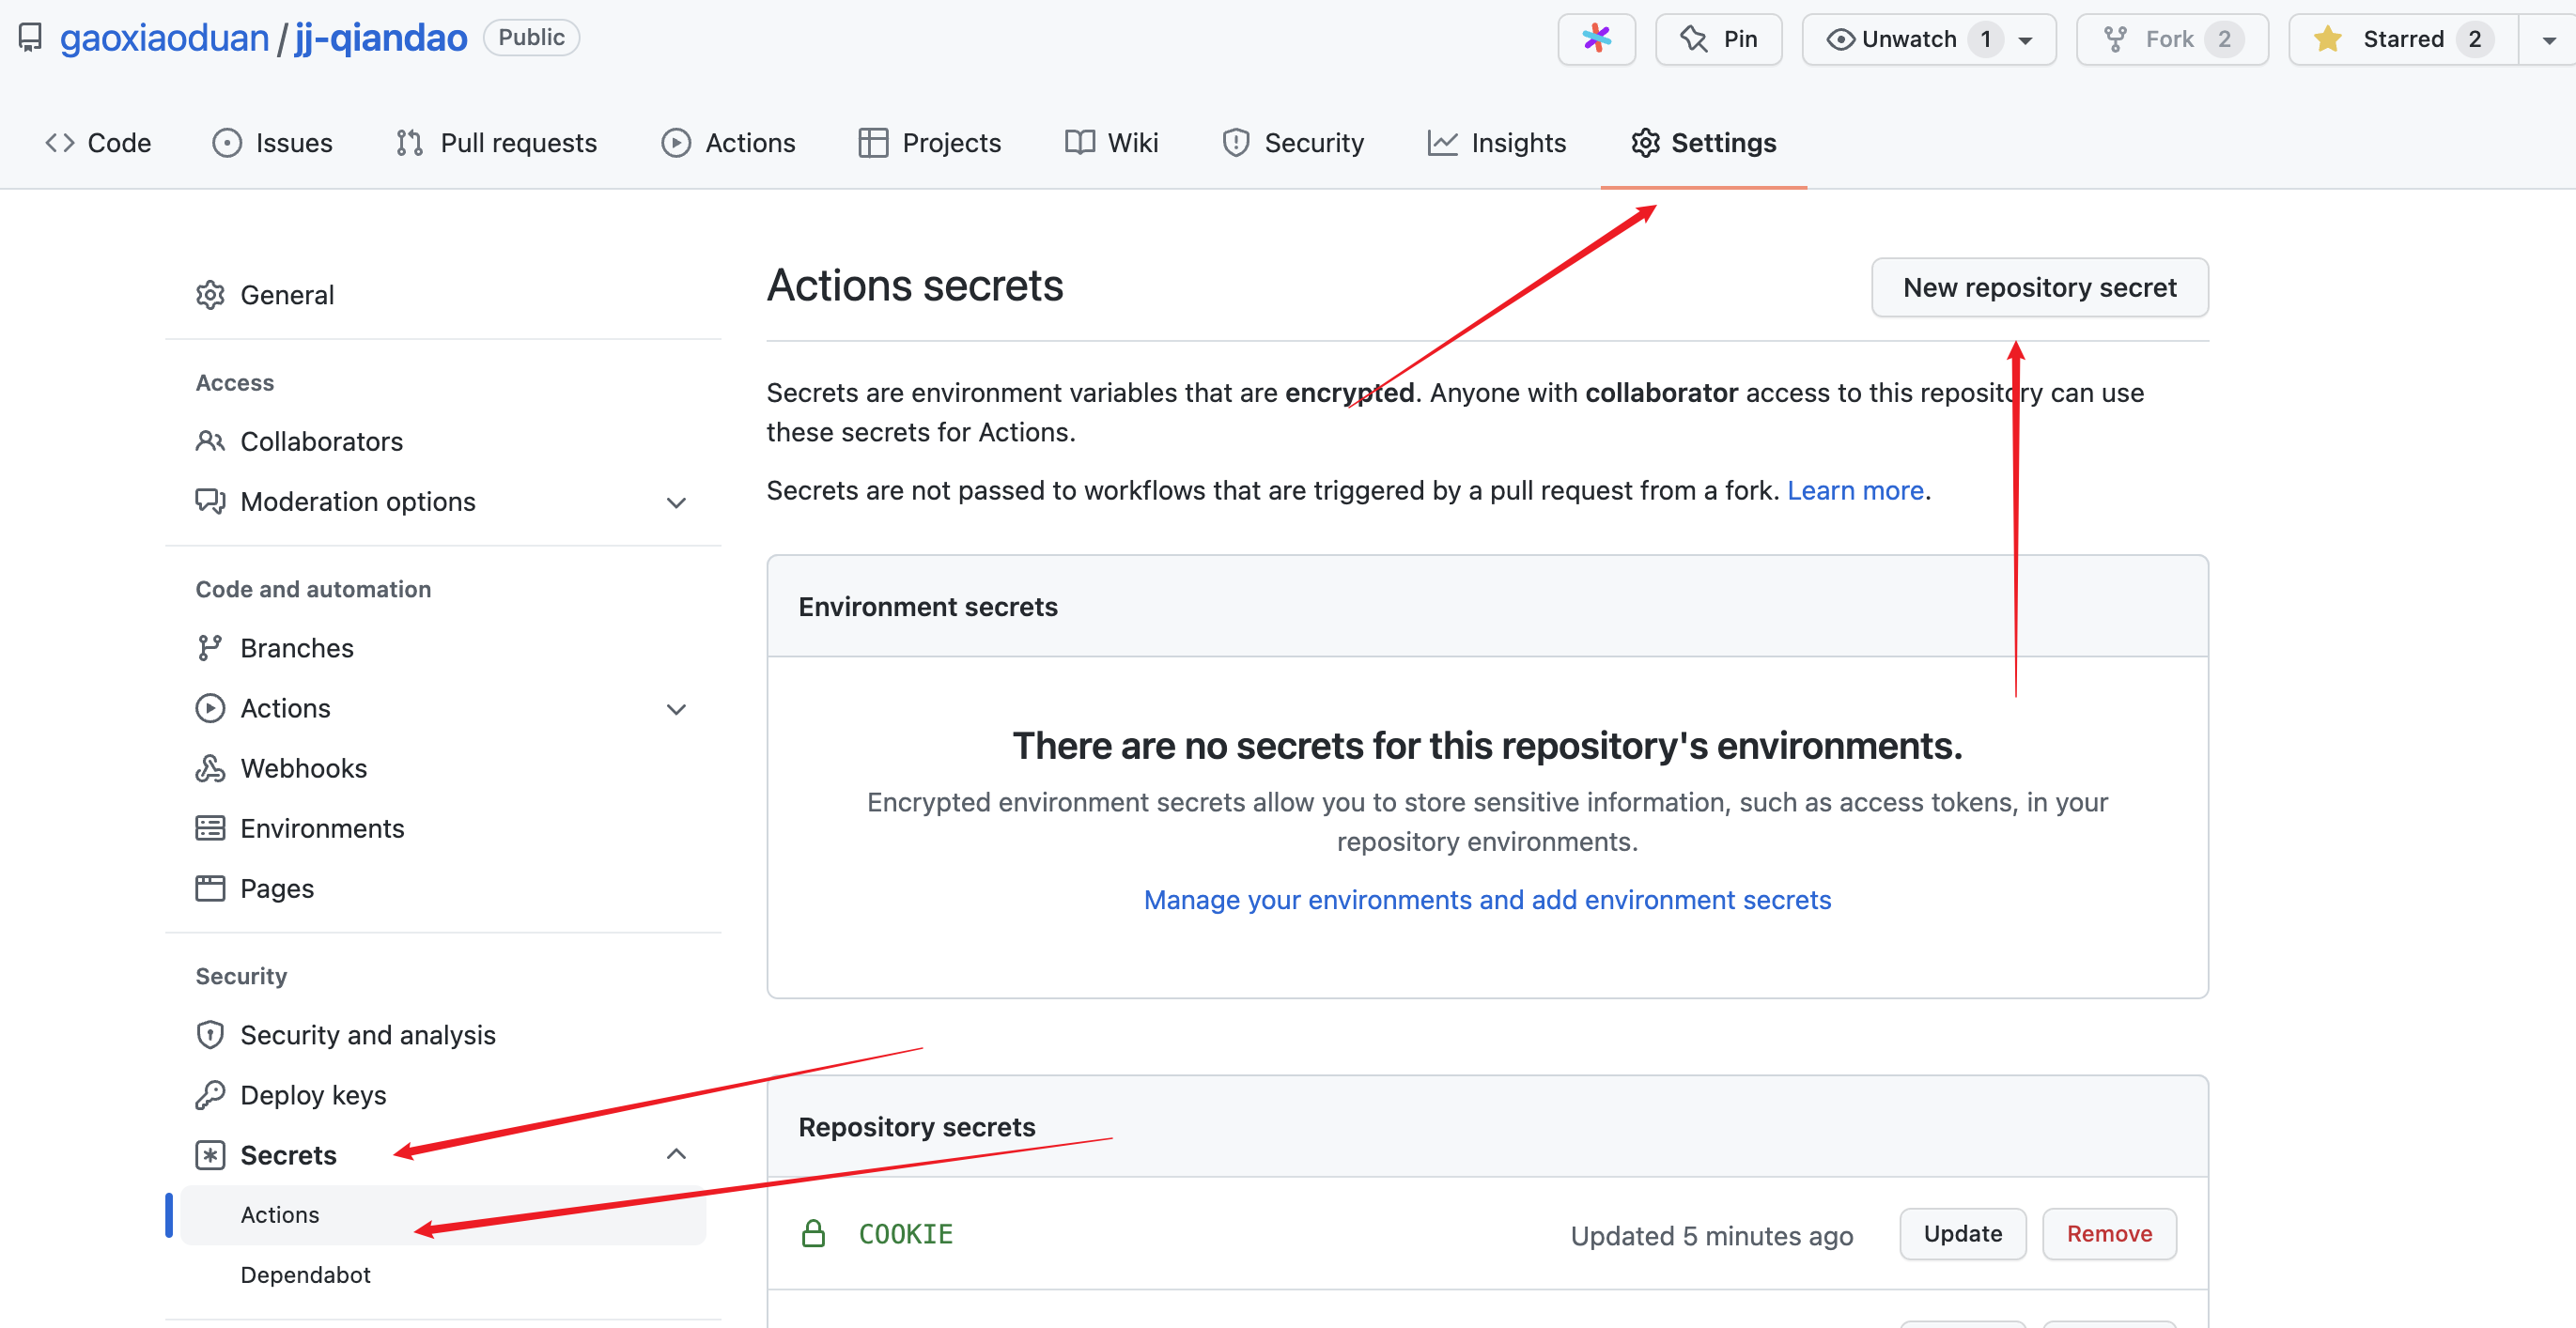 gaoxiaoduan / jj-qiandao Public
Pin
Unwatch 1
Fork 2
Starred 2
Code
Issues
Pull requests
Actions
Projects
Wiki
Security
Insights
Settings
General
Access
Collaborators
Moderation options
Code and automation
Branches
Actions
Webhooks
Environments
Pages
Security
Security and analysis
Deploy keys
Secrets
Actions
Dependabot
Actions secrets
New repository secret
Secrets are environment variables that are encrypted. Anyone with collaborator access to this repository can use
these secrets for Actions.
Secrets are not passed to workflows that are triggered by a pull request from a fork. Learn more.
Environment secrets
There are no secrets for this repository's environments.
Encrypted environment secrets allow you to store sensitive information, such as access tokens, in your
repository environments.
Manage your environments and add environment secrets
Repository secrets
COOKIE
Updated 5 minutes ago
Update
Remove